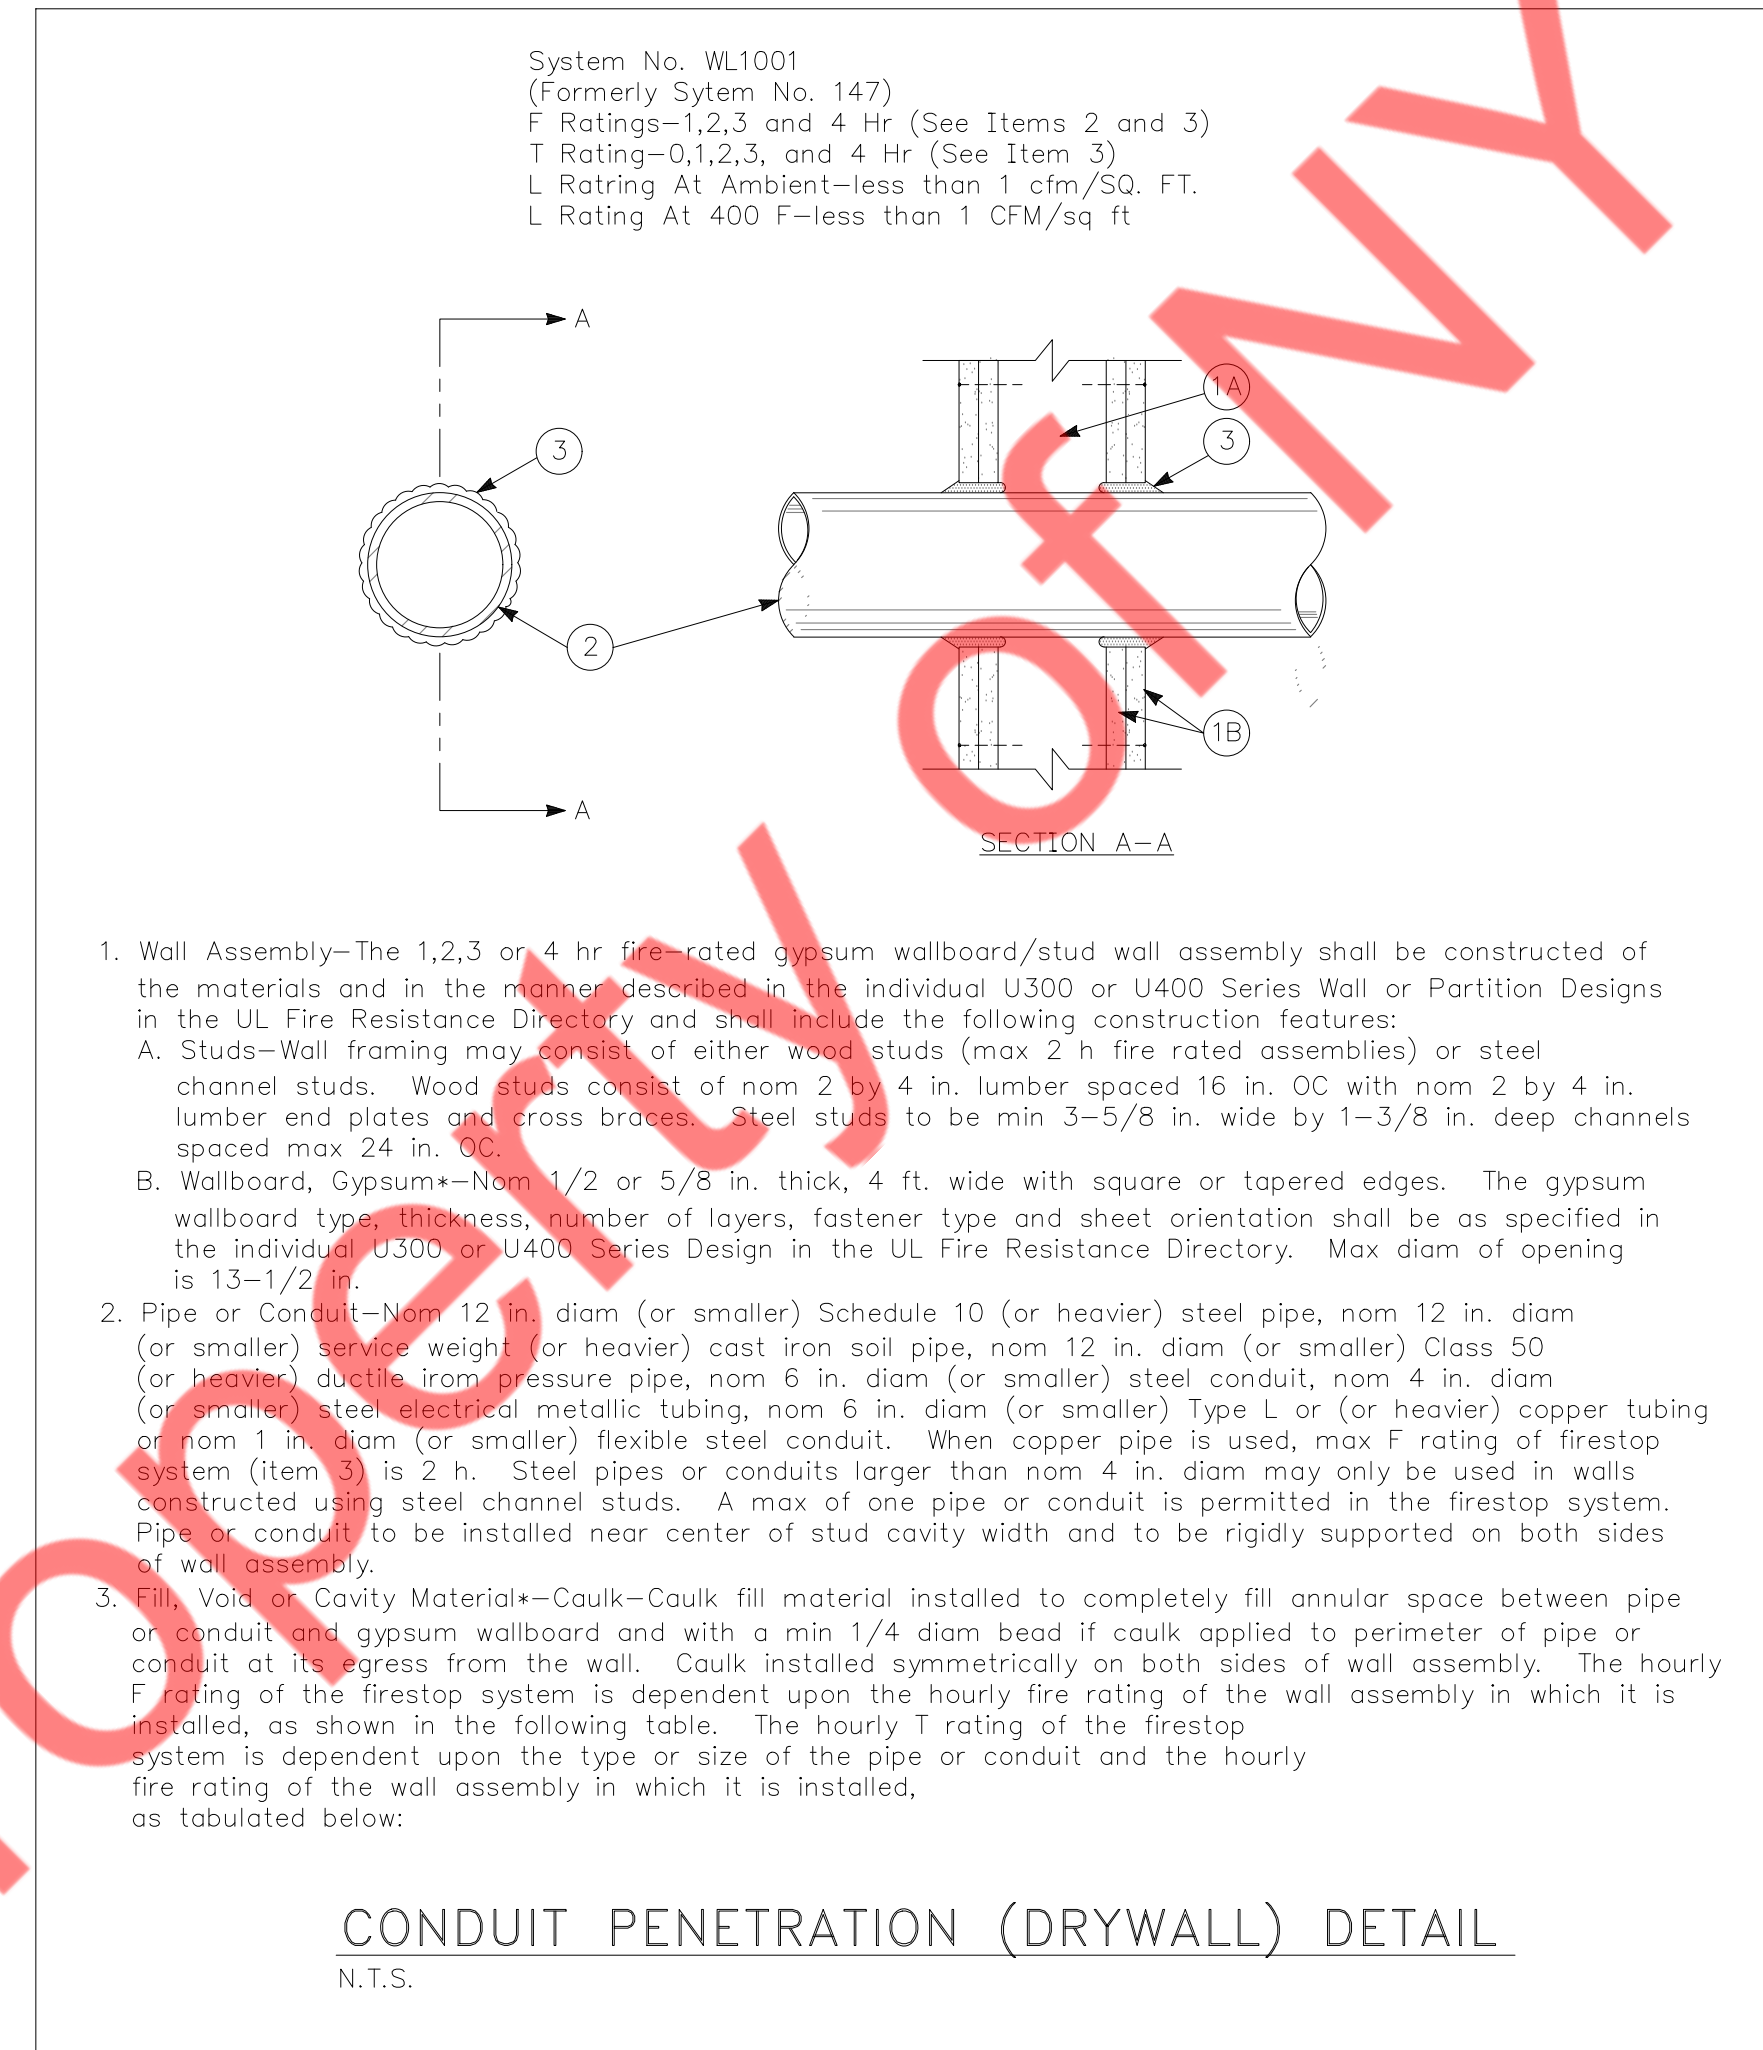 System No. WL1001
(Formerly Sytem No. 147)
F Ratings-1,2,3 and 4 Hr (See Items 2 and 3)
T Rating-0,1,2,3, and 4 Hr (See Item 3)
L Ratring At Ambient-less than 1 cfm/SQ. FT.
L Rating At 400 F-less than 1 CFM/sq ft
A
1A
3
3
2
1B
A
SECTION A-A
1. Wall Assembly-The 1,2,3 or 4 hr fire-rated gypsum wallboard/stud wall assembly shall be constructed of
the materials and in the manner described in the individual U300 or U400 Series Wall or Partition Designs
in the UL Fire Resistance Directory and shall include the following construction features:
A. Studs-Wall framing may consist of either wood studs (max 2 h fire rated assemblies) or steel
channel studs. Wood studs consist of nom 2 by 4 in. lumber spaced 16 in. OC with nom 2 by 4 in.
lumber end plates and cross braces. Steel studs to be min 3-5/8 in. wide by 1-3/8 in. deep channels
spaced max 24 in. OC.
B. Wallboard, Gypsum*-Nom 1/2 or 5/8 in. thick, 4 ft. wide with square or tapered edges. The gypsum
wallboard type, thickness, number of layers, fastener type and sheet orientation shall be as specified in
the individual U300 or U400 Series Design in the UL Fire Resistance Directory. Max diam of opening
is 13-1/2 in.
2. Pipe or Conduit-Nom 12 in. diam (or smaller) Schedule 10 (or heavier) steel pipe, nom 12 in. diam
(or smaller) service weight (or heavier) cast iron soil pipe, nom 12 in. diam (or smaller) Class 50
(or heavier) ductile irom pressure pipe, nom 6 in. diam (or smaller) steel conduit, nom 4 in. diam
(or smaller) steel electrical metallic tubing, nom 6 in. diam (or smaller) Type L or (or heavier) copper tubing
or nom 1 in. diam (or smaller) flexible steel conduit. When copper pipe is used, max F rating of firestop
system (item 3) is 2 h. Steel pipes or conduits larger than nom 4 in. diam may only be used in walls
constructed using steel channel studs. A max of one pipe or conduit is permitted in the firestop system.
Pipe or conduit to be installed near center of stud cavity width and to be rigidly supported on both sides
of wall assembly.
3. Fill, Void or Cavity Material*-Caulk-Caulk fill material installed to completely fill annular space between pipe
or conduit and gypsum wallboard and with a min 1/4 diam bead if caulk applied to perimeter of pipe or
conduit at its egress from the wall. Caulk installed symmetrically on both sides of wall assembly. The hourly
F rating of the firestop system is dependent upon the hourly fire rating of the wall assembly in which it is
installed, as shown in the following table. The hourly T rating of the firestop
system is dependent upon the type or size of the pipe or conduit and the hourly
fire rating of the wall assembly in which it is installed,
as tabulated below:
CONDUIT PENETRATION (DRYWALL) DETAIL
N.T.S.
operty of NY